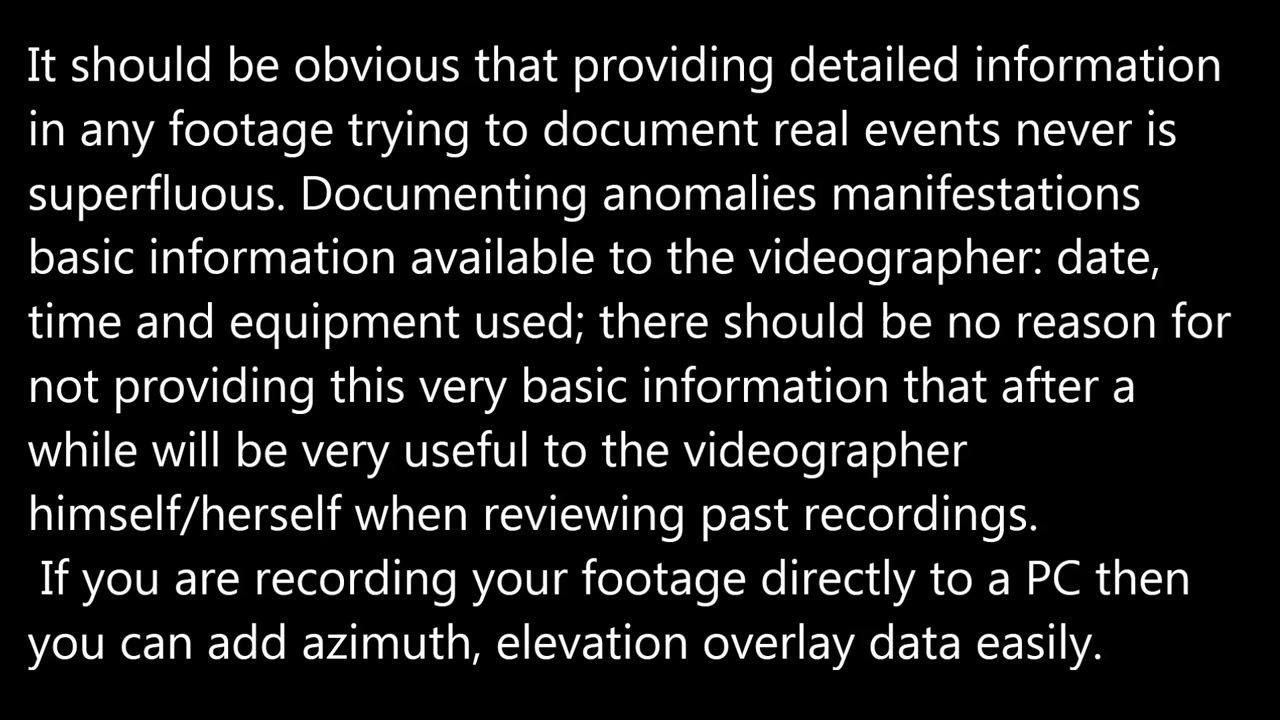 It should be obvious that providing detailed information
in any footage trying to document real events never is
superfluous. Documenting anomalies manifestations
basic information available to the videographer: date,
time and equipment used; there should be no reason for
not providing this very basic information that after a
while will be very useful to the videographer
himself/herself when reviewing past recordings.
If you are recording your footage directly to a PC then
you can add azimuth, elevation overlay data easily.